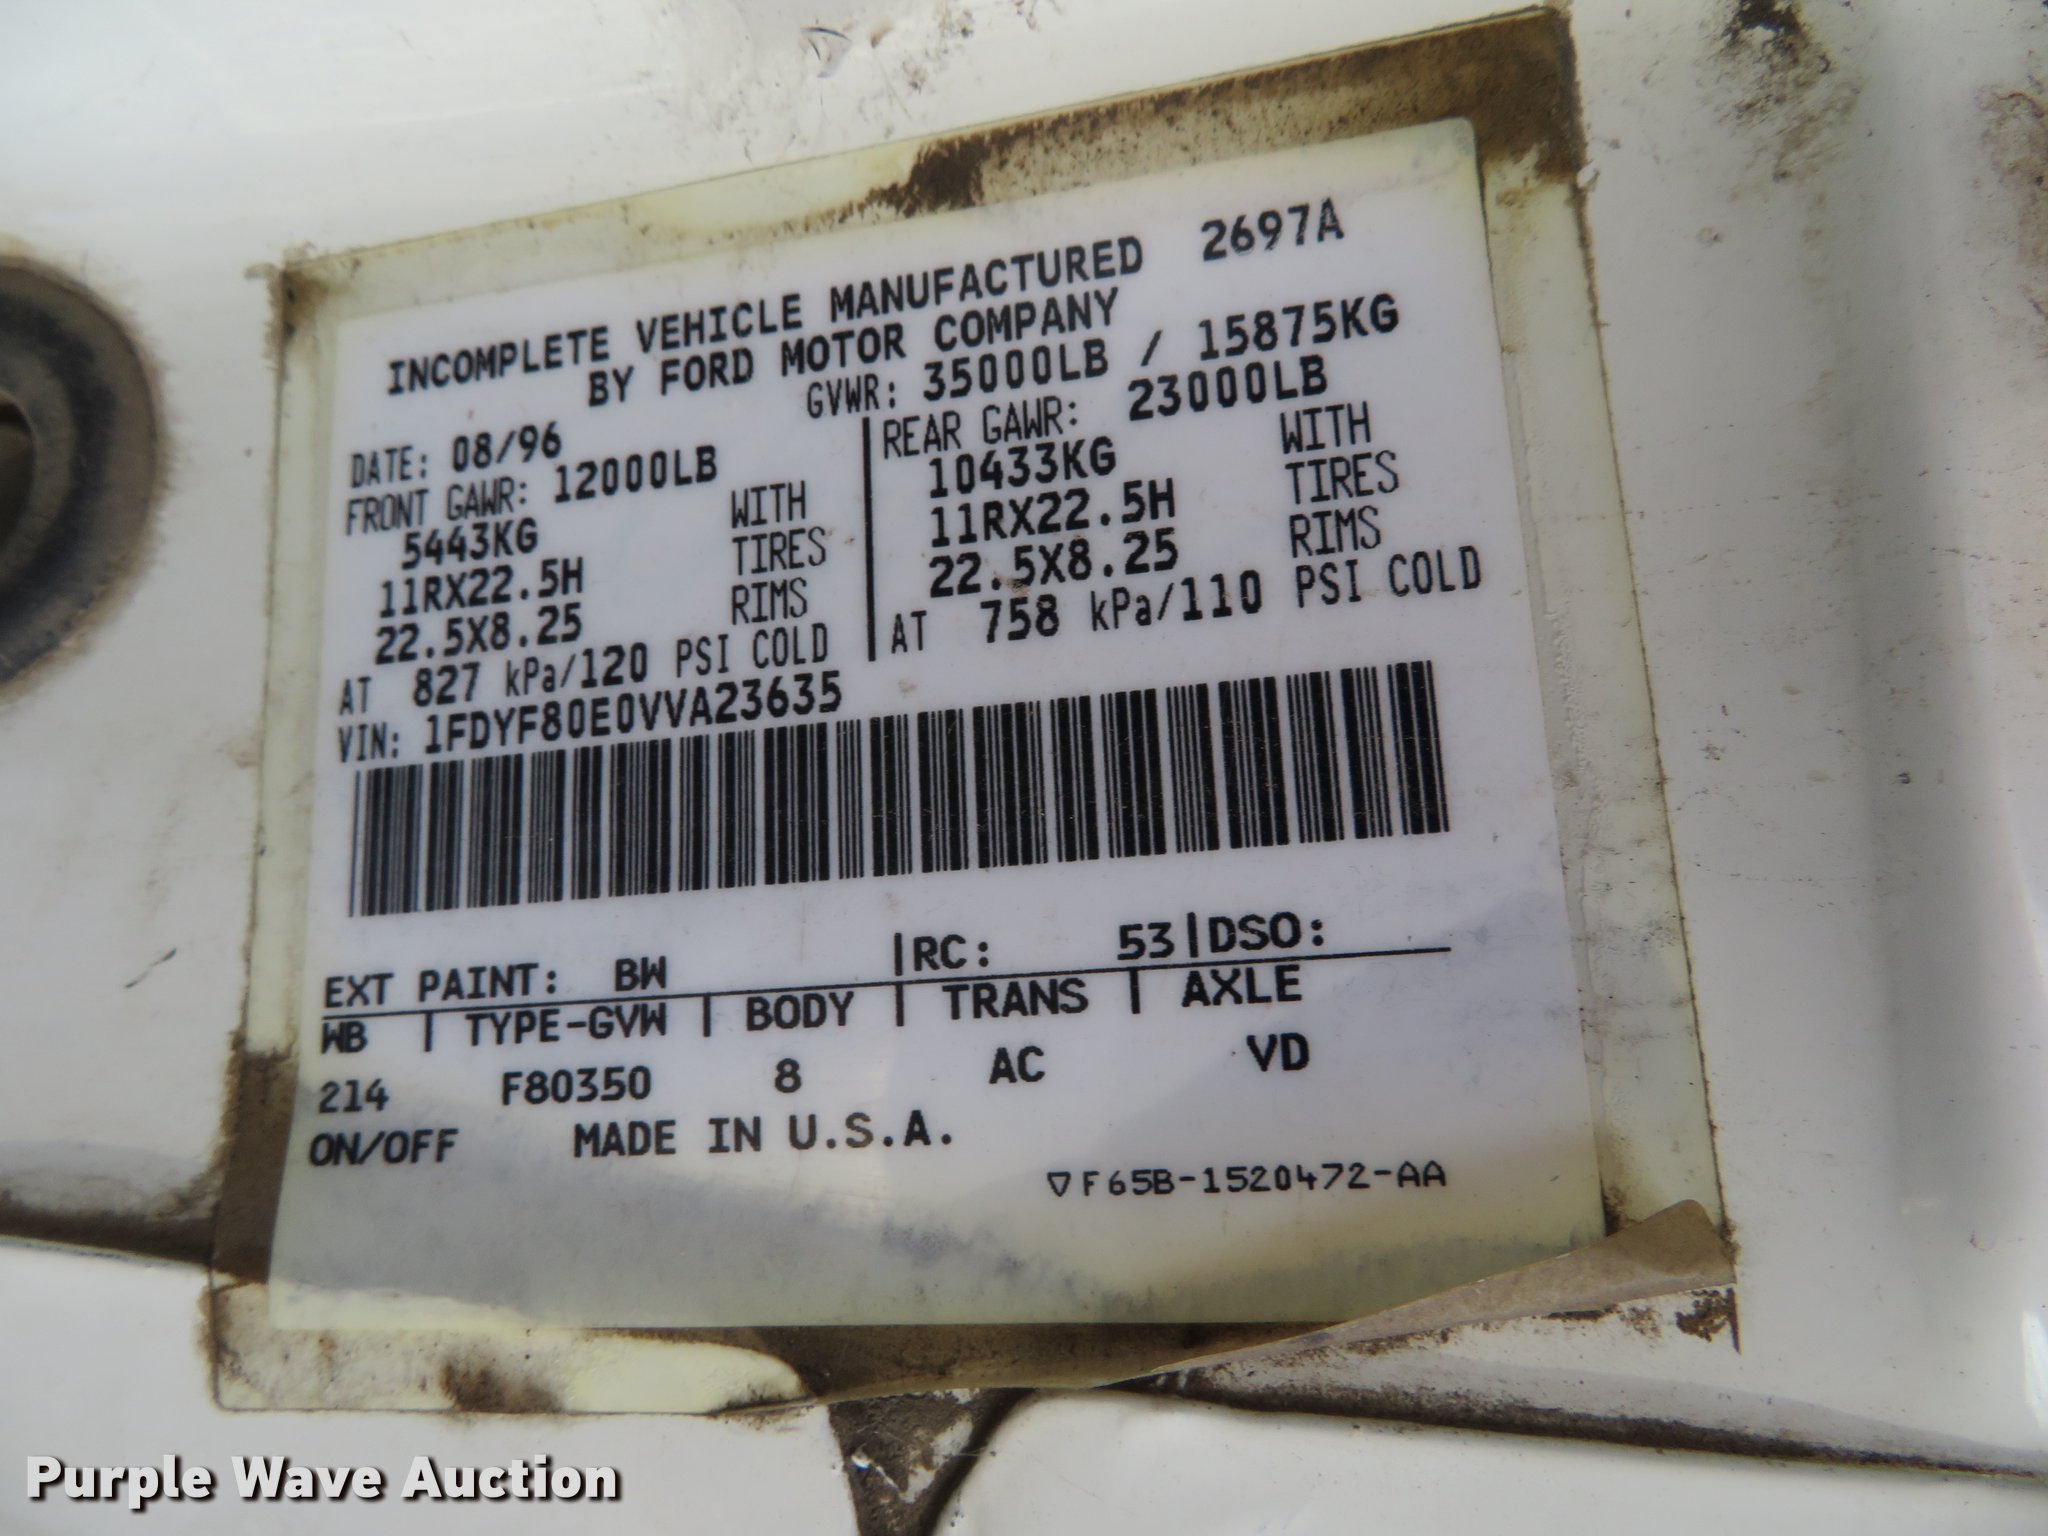 INCOMPLETE VEHICLE MANUFACTURED 2697A
BY FORD MOTOR COMPANY
GVWR: 35000LB / 15875KG
DATE: 08/96
FRONT GAWR: 12000LB
5443KG WITH
11RX22.5H TIRES
22.5X8.25 RIMS
AT 827 kPa/120 PSI COLD
REAR GAWR: 23000LB
10433KG WITH
11RX22.5H TIRES
22.5X8.25 RIMS
AT 758 kPa/110 PSI COLD
VIN: 1FDYF80E0VVA23635
EXT PAINT: BW |RC: 53|DSO:
WB | TYPE-GVW | BODY | TRANS | AXLE
214 F80350 8 AC VD
ON/OFF MADE IN U.S.A.
▽F65B-1520472-AA
Purple Wave Auction